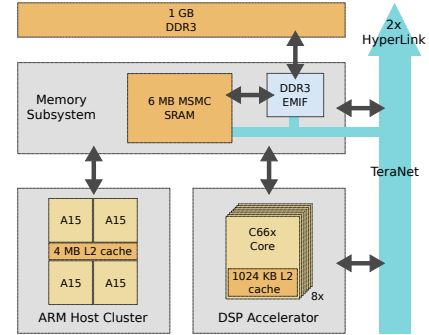 1 GB
DDR3
2x
HyperLink
Memory
Subsystem
6 MB MSMC
SRAM
DDR3
EMIF
TeraNet
A15
A15
4 MB L2 cache
A15
A15
ARM Host Cluster
C66x
Core
1024 KB L2
cache
8x
DSP Accelerator